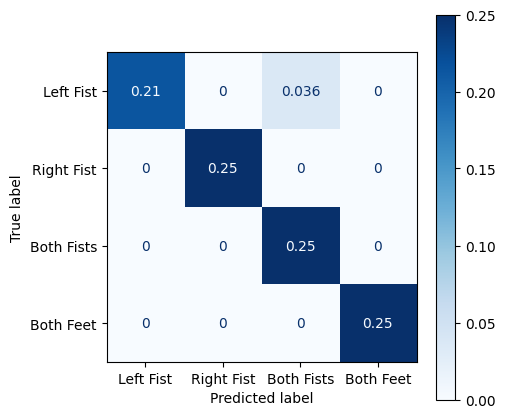 0.25
Left Fist 0.21 0 0.036 0
0.20
Right Fist 0 0.25 0 0
0.15
True label
Both Fists 0 0 0.25 0
0.10
Both Feet 0 0 0 0.25
0.05
0.00
Left Fist Right Fist Both Fists Both Feet
Predicted label